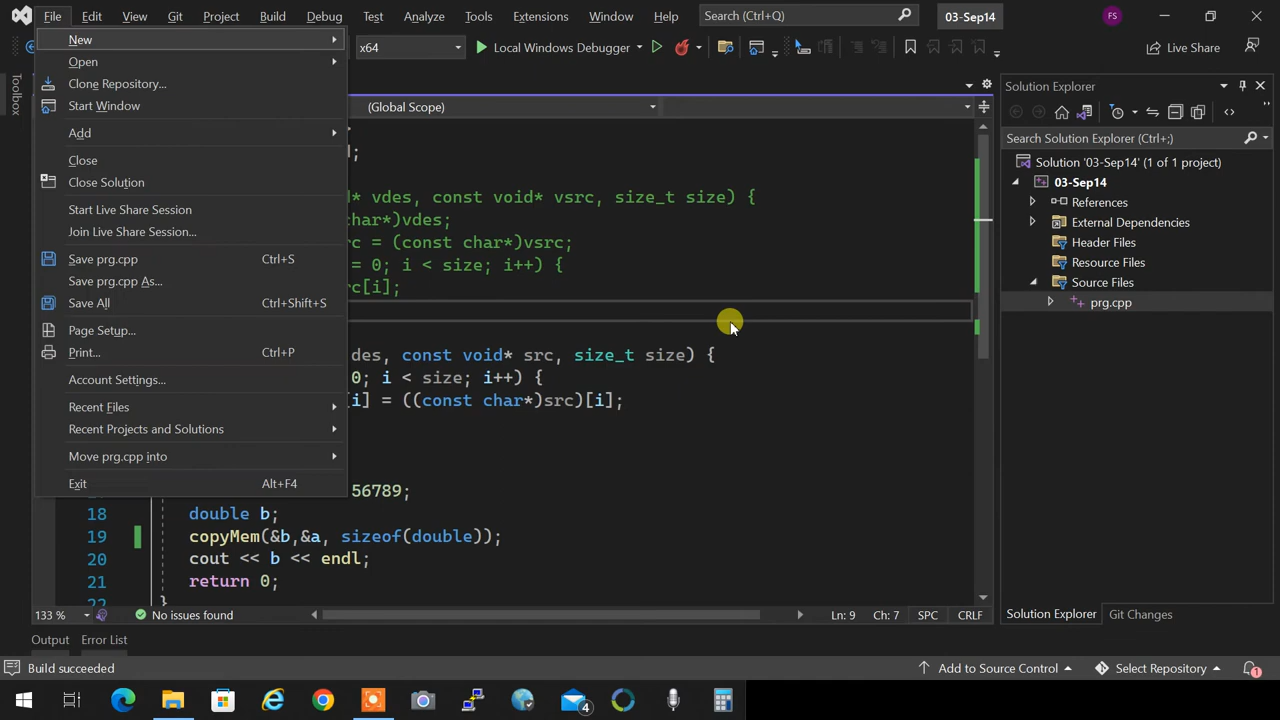 File Edit View Git Project Build Debug Test Analyze Tools Extensions Window Help Search (Ctrl+Q) 03-Sep14 FS
x64 Local Windows Debugger Live Share
New
Open
Clone Repository...
Start Window
Add
Close
Close Solution
Start Live Share Session
Join Live Share Session...
Save prg.cpp Ctrl+S
Save prg.cpp As...
Save All Ctrl+Shift+S
Page Setup...
Print... Ctrl+P
Account Settings...
Recent Files
Recent Projects and Solutions
Move prg.cpp into
Exit Alt+F4
Toolbox
(Global Scope)
d;
* vdes, const void* vsrc, size_t size) {
char*)vdes;
rc = (const char*)vsrc;
= 0; i < size; i++) {
rc[i];
des, const void* src, size_t size) {
0; i < size; i++) {
[i] = ((const char*)src)[i];
56789;
18 double b;
19 copyMem(&b,&a, sizeof(double));
20 cout << b << endl;
21 return 0;
22 }
133 % No issues found Ln: 9 Ch: 7 SPC CRLF
Solution Explorer
Search Solution Explorer (Ctrl+;)
Solution '03-Sep14' (1 of 1 project)
03-Sep14
References
External Dependencies
Header Files
Resource Files
Source Files
prg.cpp
Solution Explorer Git Changes
Output Error List
Build succeeded Add to Source Control Select Repository 1
4